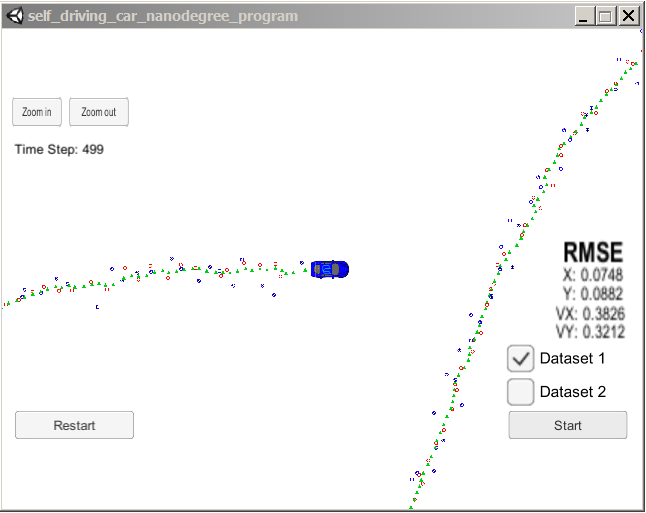 self_driving_car_nanodegree_program
Zoom in
Zoom out
Time Step: 499
RMSE
X: 0.0748
Y: 0.0882
VX: 0.3826
VY: 0.3212
Dataset 1
Dataset 2
Restart
Start